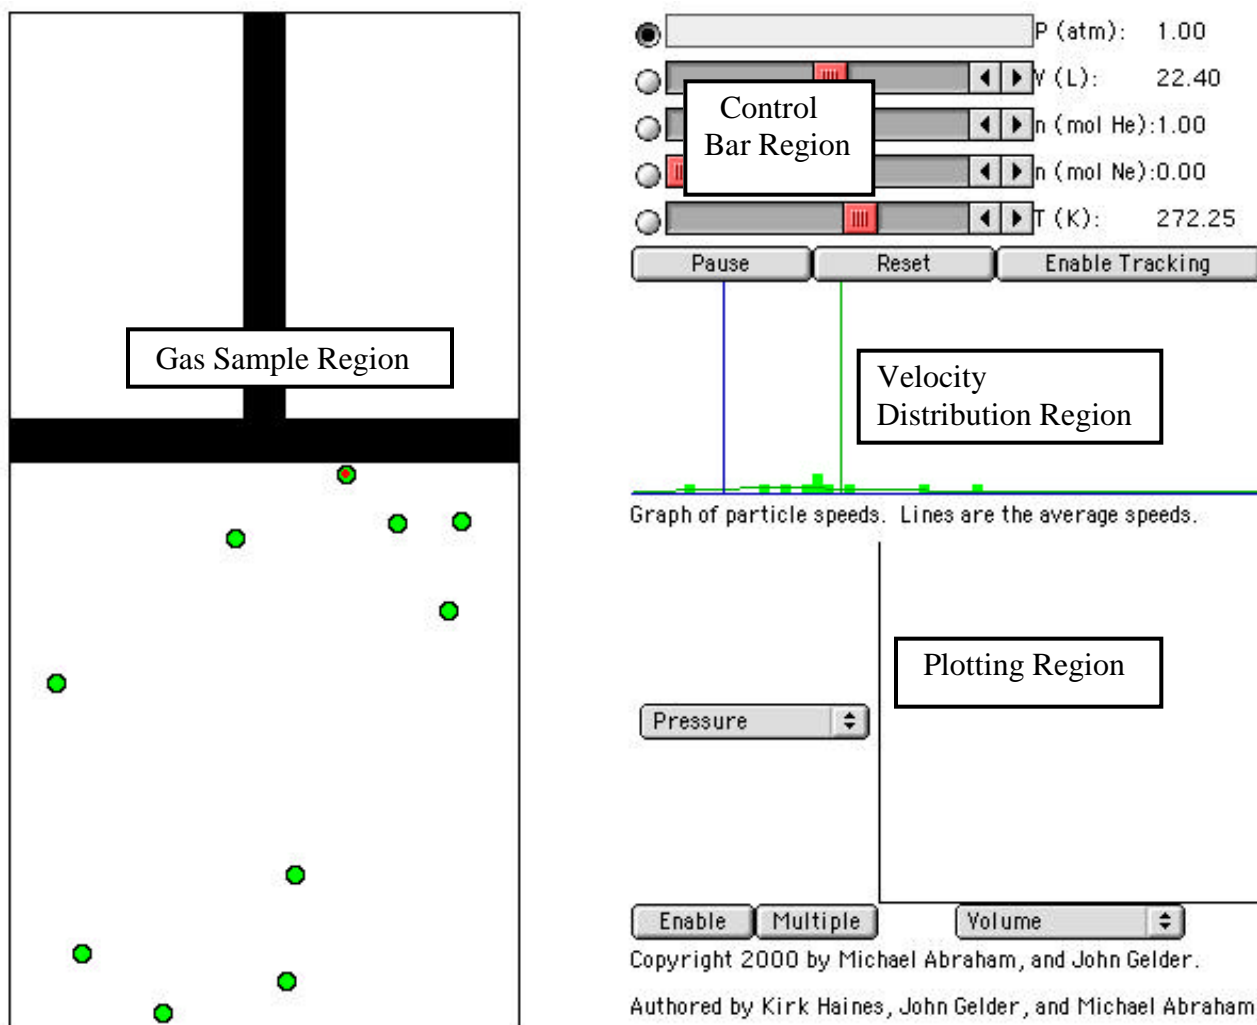 P (atm): 1.00
V (L): 22.40
n (mol He):1.00
n (mol Ne):0.00
T (K): 272.25
Control
Bar Region
Pause Reset Enable Tracking
Gas Sample Region
Velocity
Distribution Region
Graph of particle speeds. Lines are the average speeds.
Plotting Region
Pressure
Enable Multiple Volume
Copyright 2000 by Michael Abraham, and John Gelder.
Authored by Kirk Haines, John Gelder, and Michael Abraham